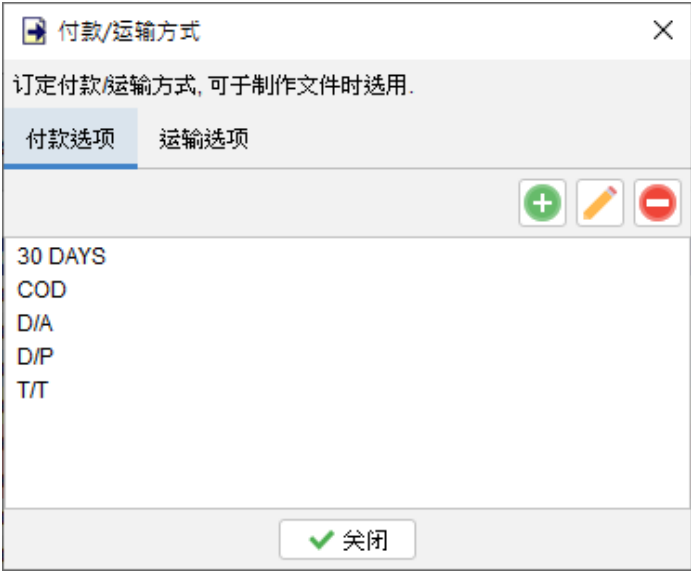 付款/运输方式
订定付款/运输方式, 可于制作文件时选用.
付款选项 运输选项
30 DAYS
COD
D/A
D/P
T/T
关闭